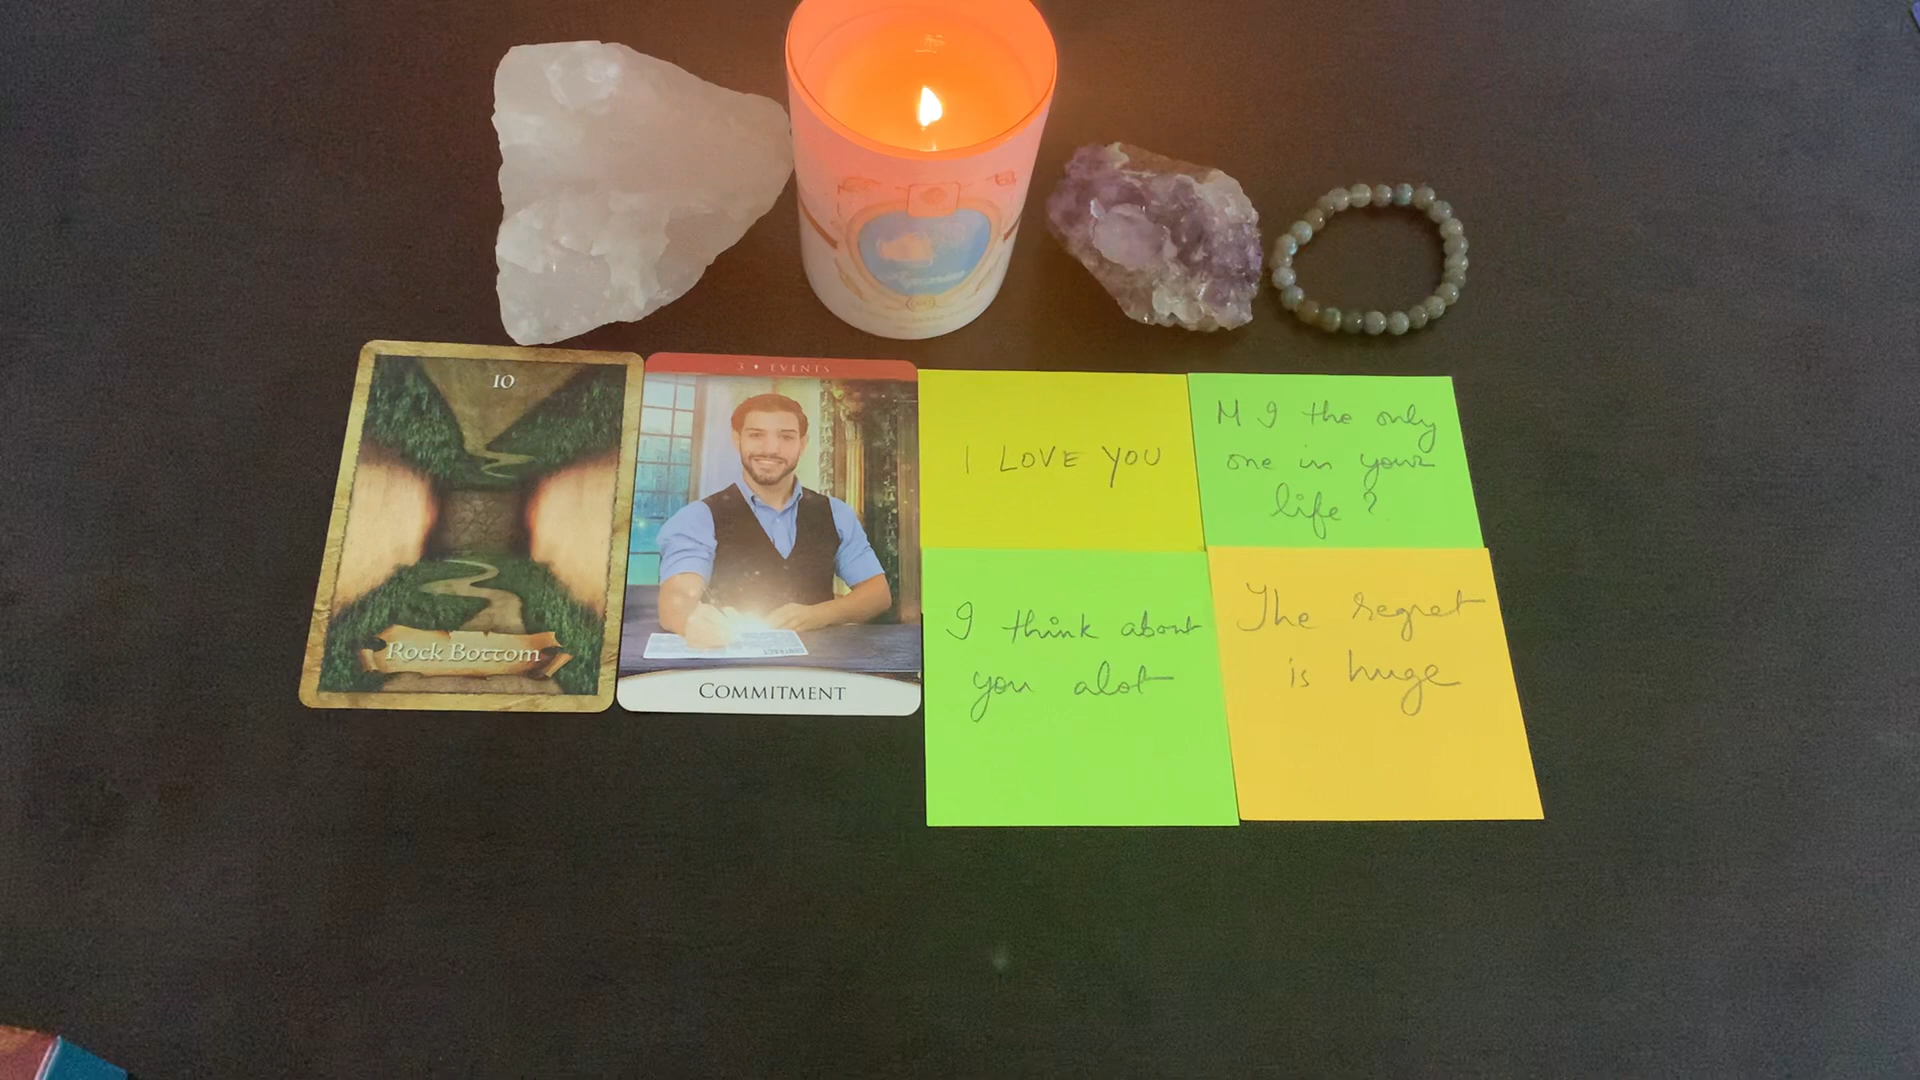 10
Rock Bottom
3 • EVENTS
CONTRACT
COMMITMENT
I LOVE YOU
M I the only
one in your
life?
I think about
you alot
The regret
is huge